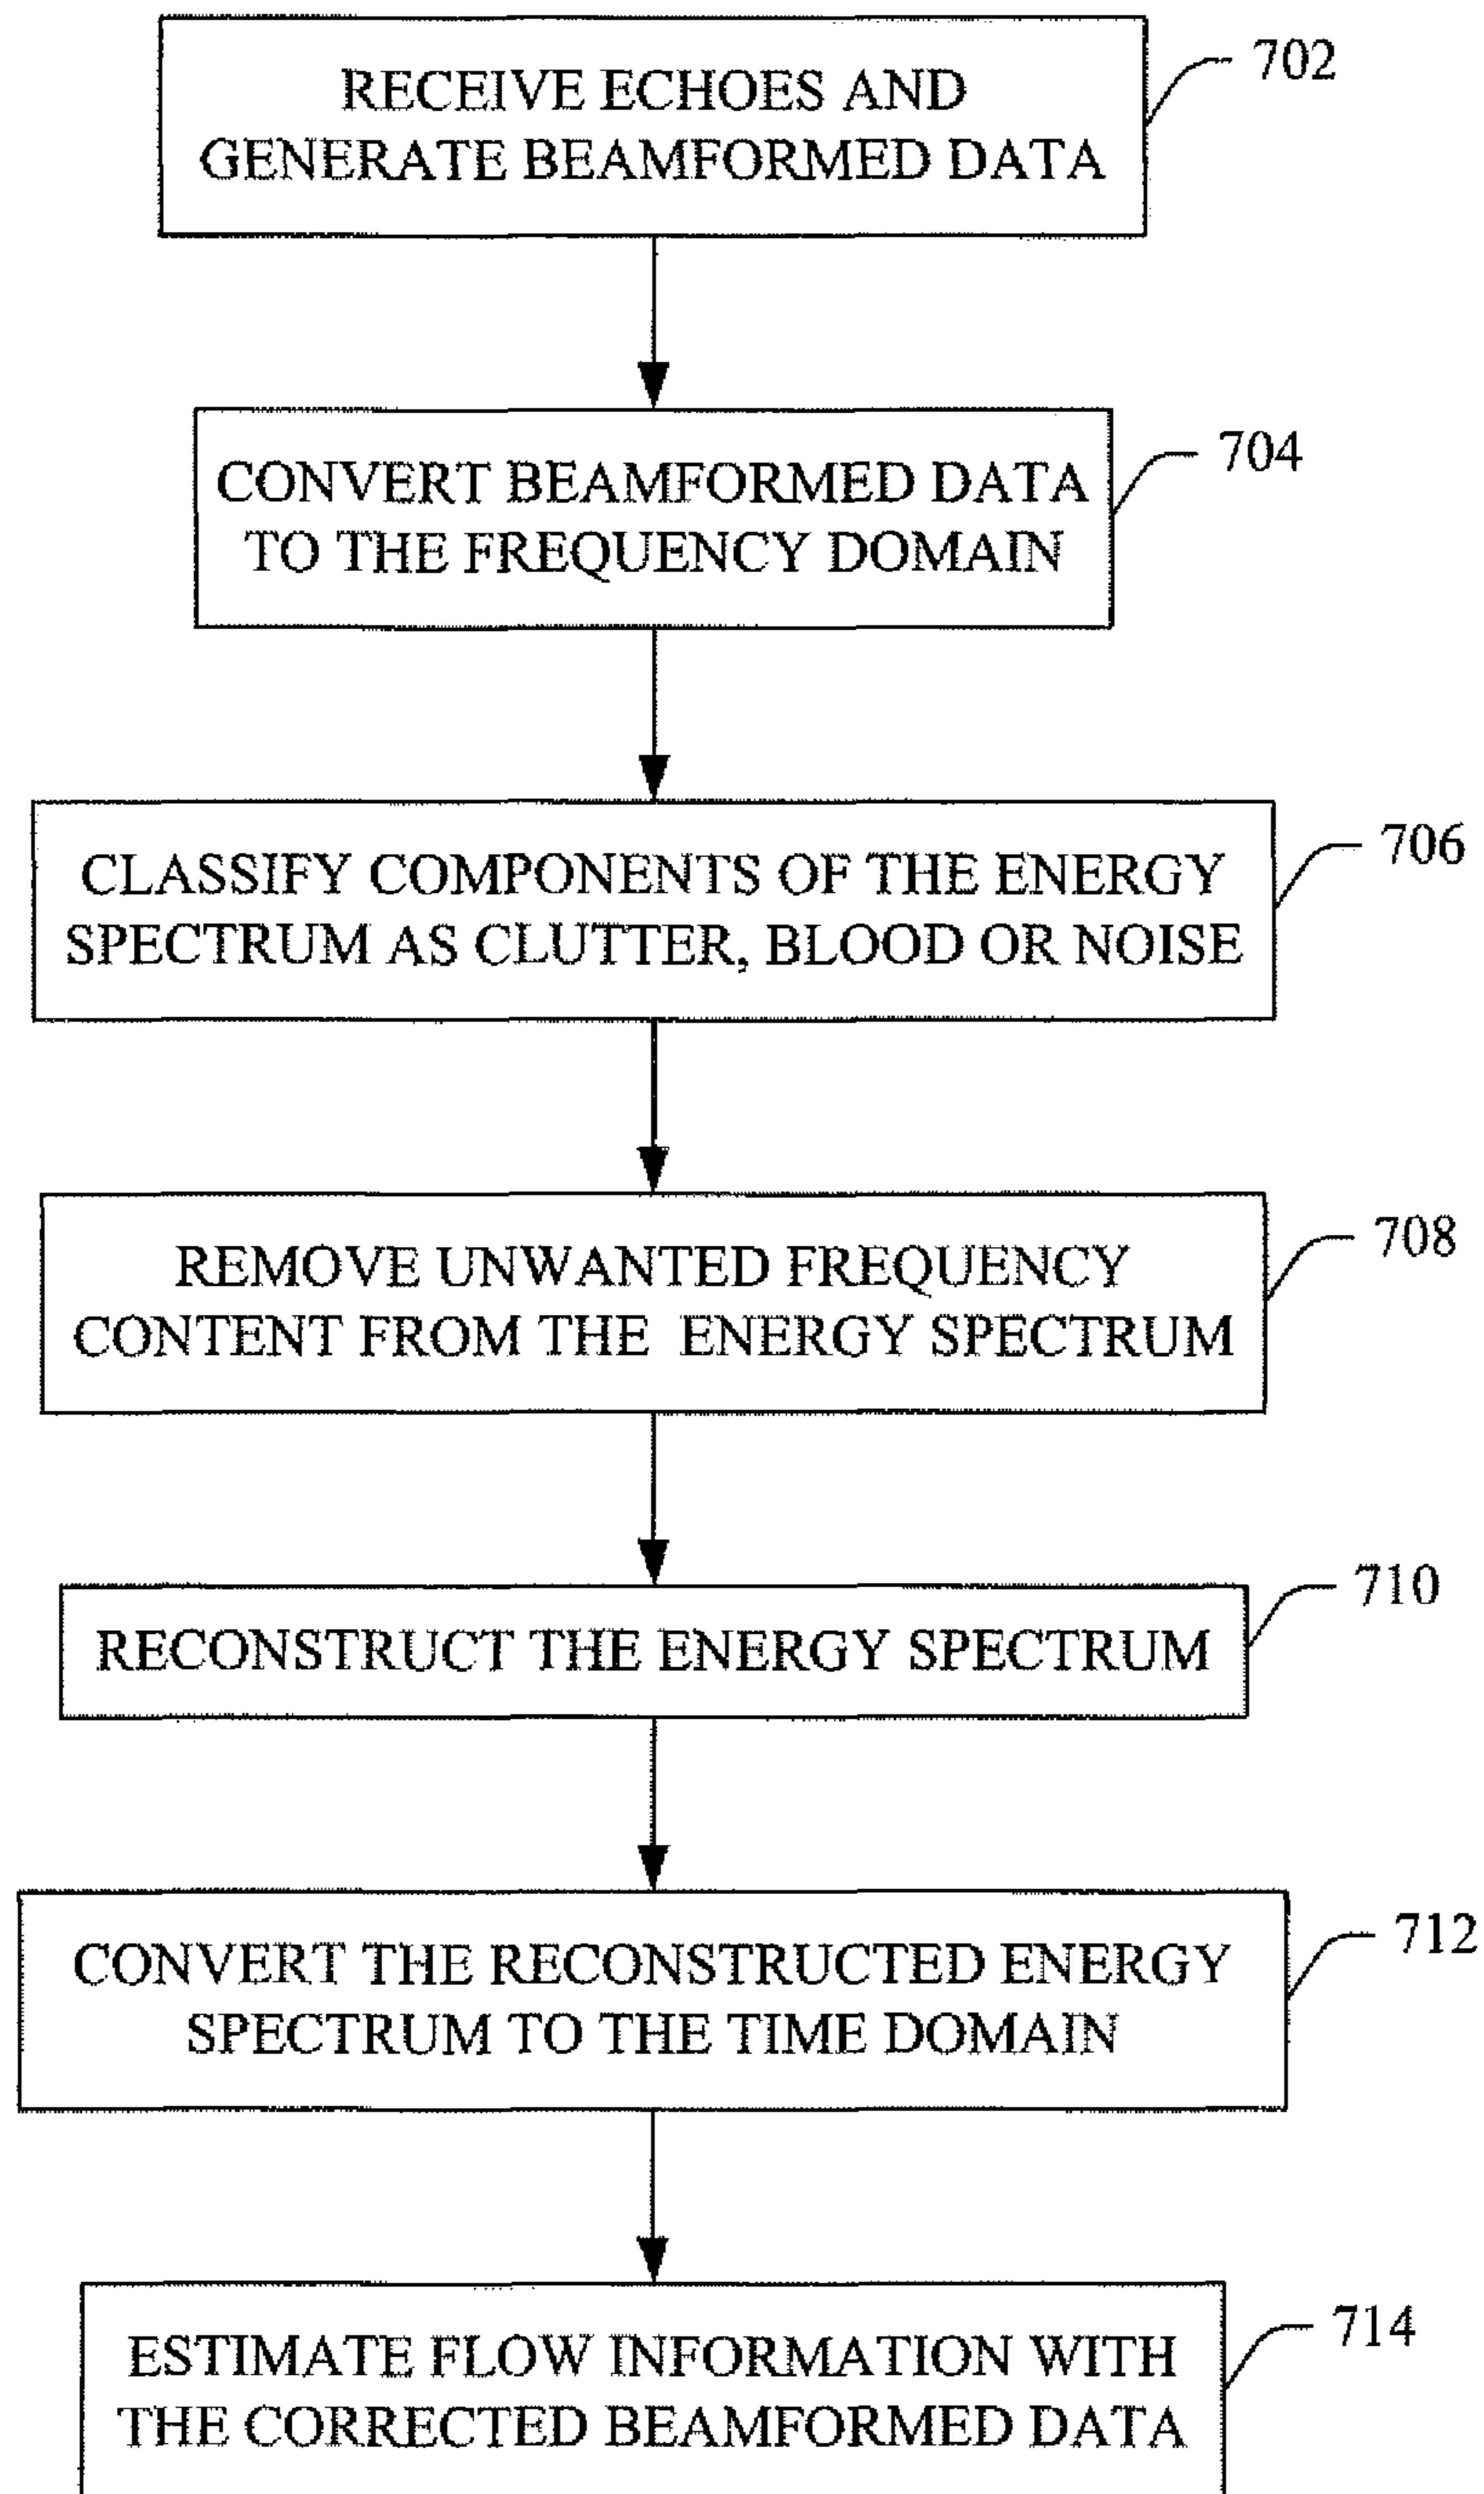 RECEIVE ECHOES AND
GENERATE BEAMFORMED DATA
702
CONVERT BEAMFORMED DATA
TO THE FREQUENCY DOMAIN
704
CLASSIFY COMPONENTS OF THE ENERGY
SPECTRUM AS CLUTTER, BLOOD OR NOISE
706
REMOVE UNWANTED FREQUENCY
CONTENT FROM THE ENERGY SPECTRUM
708
RECONSTRUCT THE ENERGY SPECTRUM
710
CONVERT THE RECONSTRUCTED ENERGY
SPECTRUM TO THE TIME DOMAIN
712
ESTIMATE FLOW INFORMATION WITH
THE CORRECTED BEAMFORMED DATA
714